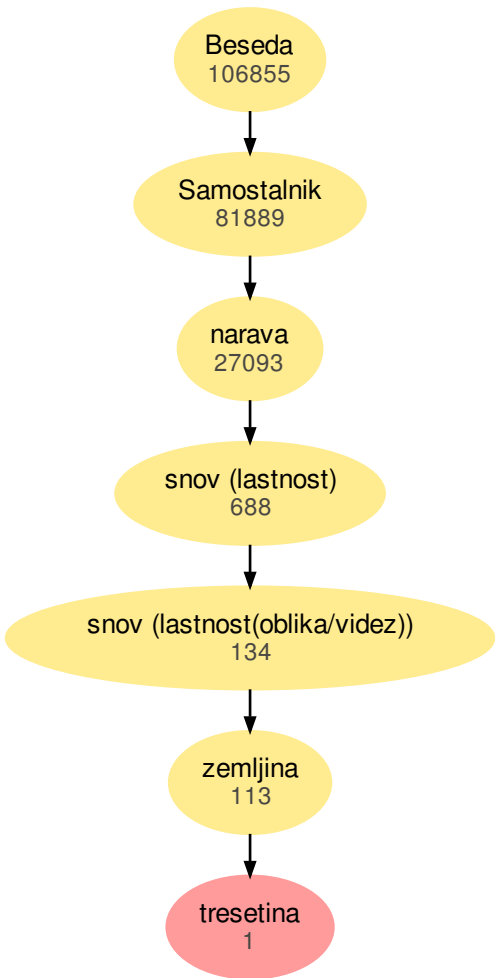 Beseda
106855
Samostalnik
81889
narava
27093
snov (lastnost)
688
snov (lastnost(oblika/videz))
134
zemljina
113
tresetina
1